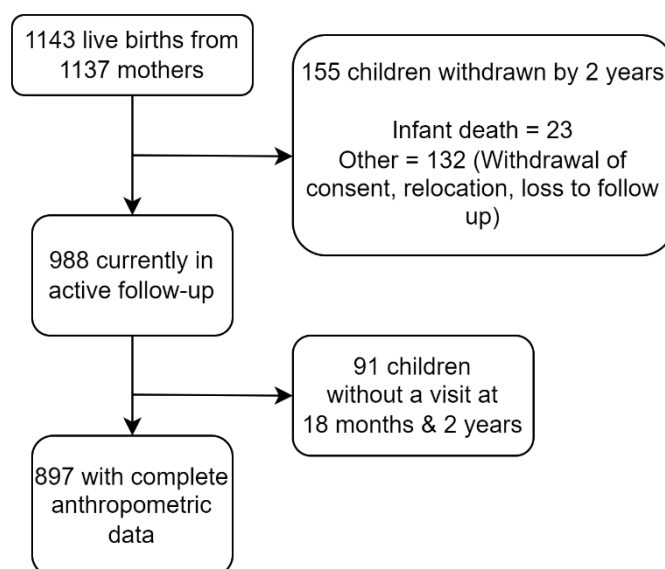 1143 live births from
1137 mothers
155 children withdrawn by 2 years
Infant death = 23
Other = 132 (Withdrawal of
consent, relocation, loss to follow
up)
988 currently in
active follow-up
91 children
without a visit at
18 months & 2 years
897 with complete
anthropometric
data